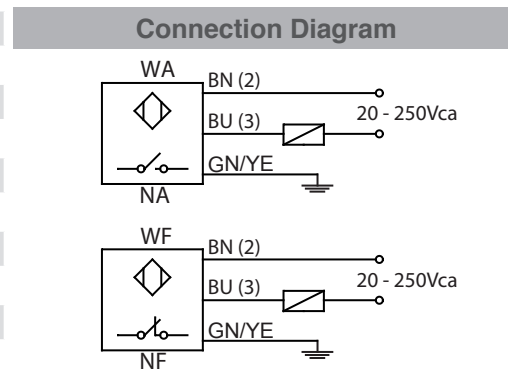 Connection Diagram
WA
BN (2)
20 - 250Vca
BU (3)
GN/YE
NA
WF
BN (2)
20 - 250Vca
BU (3)
GN/YE
NF